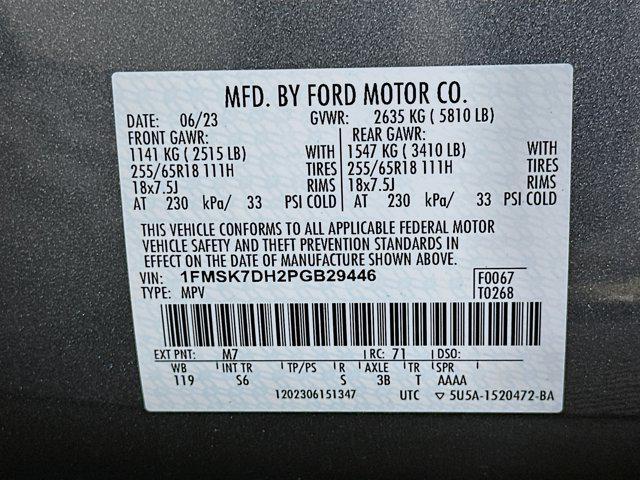 MFD. BY FORD MOTOR CO.
DATE: 06/23 GVWR: 2635 KG ( 5810 LB)
FRONT GAWR: REAR GAWR:
1141 KG ( 2515 LB) WITH 1547 KG ( 3410 LB) WITH
255/65R18 111H TIRES 255/65R18 111H TIRES
18x7.5J RIMS 18x7.5J RIMS
AT 230 kPa/ 33 PSI COLD AT 230 kPa/ 33 PSI COLD
THIS VEHICLE CONFORMS TO ALL APPLICABLE FEDERAL MOTOR
VEHICLE SAFETY AND THEFT PREVENTION STANDARDS IN
EFFECT ON THE DATE OF MANUFACTURE SHOWN ABOVE.
VIN: 1FMSK7DH2PGB29446 F0067
TYPE: MPV T0268
EXT PNT: M7 RC: 71 DSO:
WB INT TR TP/PS R AXLE TR SPR
119 S6 S 3B T AAAA
1202306151347 UTC ▽ 5U5A-1520472-BA